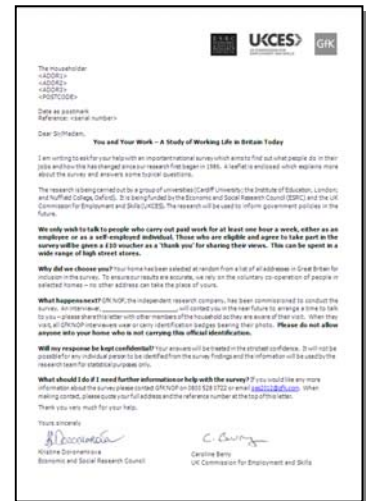 E S R C
UKCES
GfK
The Householder
<ADDR1>
<ADDR2>
<ADDR3>
<POSTCODE>
Date as postmark
Reference: <serial number>
Dear Sir/Madam,
You and Your Work – A Study of Working Life in Britain Today
I am writing to ask for your help with an important national survey which aims to find out what people do in their
jobs and how this has changed since our research first began in 1986. A leaflet is enclosed which explains more
about the survey and answers some typical questions.
The research is being carried out by a group of universities (Cardiff University; the Institute of Education, London;
and Nuffield College, Oxford). It is being funded by the Economic and Social Research Council (ESRC) and the UK
Commission for Employment and Skills (UKCES). The research will be used to inform government policies in the
future.
We only wish to talk to people who carry out paid work for at least one hour a week, either as an
employee or as a self-employed individual. Those who are eligible and agree to take part in the
survey will be given a £10 voucher as a 'thank you' for sharing their views. This can be spent in a
wide range of high street stores.
Why did we choose you? Your home has been selected at random from a list of all addresses in Great Britain for
inclusion in the survey. To ensure our results are accurate, we rely on the voluntary co-operation of people in
selected homes – no other address can take the place of yours.
What happens next? GfK NOP, the independent research company, has been commissioned to conduct the
survey. An interviewer, ____________________, will contact you in the near future to arrange a time to talk
to you – please share this letter with other members of the household so they are aware of their visit. When they
visit, all GfK NOP interviewers wear or carry identification badges bearing their photo. Please do not allow
anyone into your home who is not carrying this official identification.
Will my response be kept confidential? Your answers will be treated in the strictest confidence. It will not be
possible for any individual person to be identified from the survey findings and the information will be used by the
research team for statistical purposes only.
What should I do if I need further information or help with the survey? If you would like any more
information about the survey please contact GfK NOP on 0800 528 0722 or email. When
making contact, please quote your full address and the reference number at the top of this letter.
Thank you very much for your help.
Yours sincerely
C. Berry
Economic and Social Research Council
Caroline Berry
UK Commission for Employment and Skills